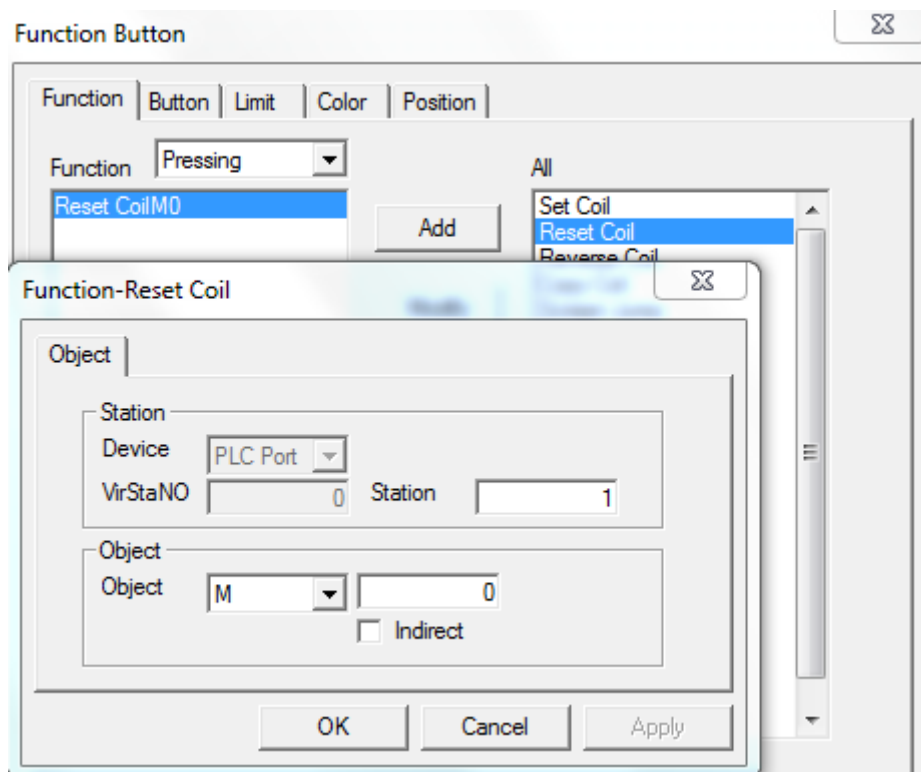 Function Button
Function Button Limit Color Position
Function Pressing All
Reset CoilM0 Set Coil
Add Reset Coil
Reverse Coil
Function-Reset Coil
Object
Station
Device PLC Port
VirStaNO 0 Station 1
Object
Object M 0
Indirect
OK Cancel Apply